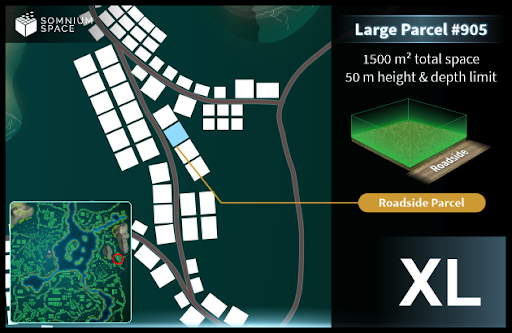 SOMNIUM
SPACE
Large Parcel #905
1500 m² total space
50 m height & depth limit
Roadside
Roadside Parcel
XL